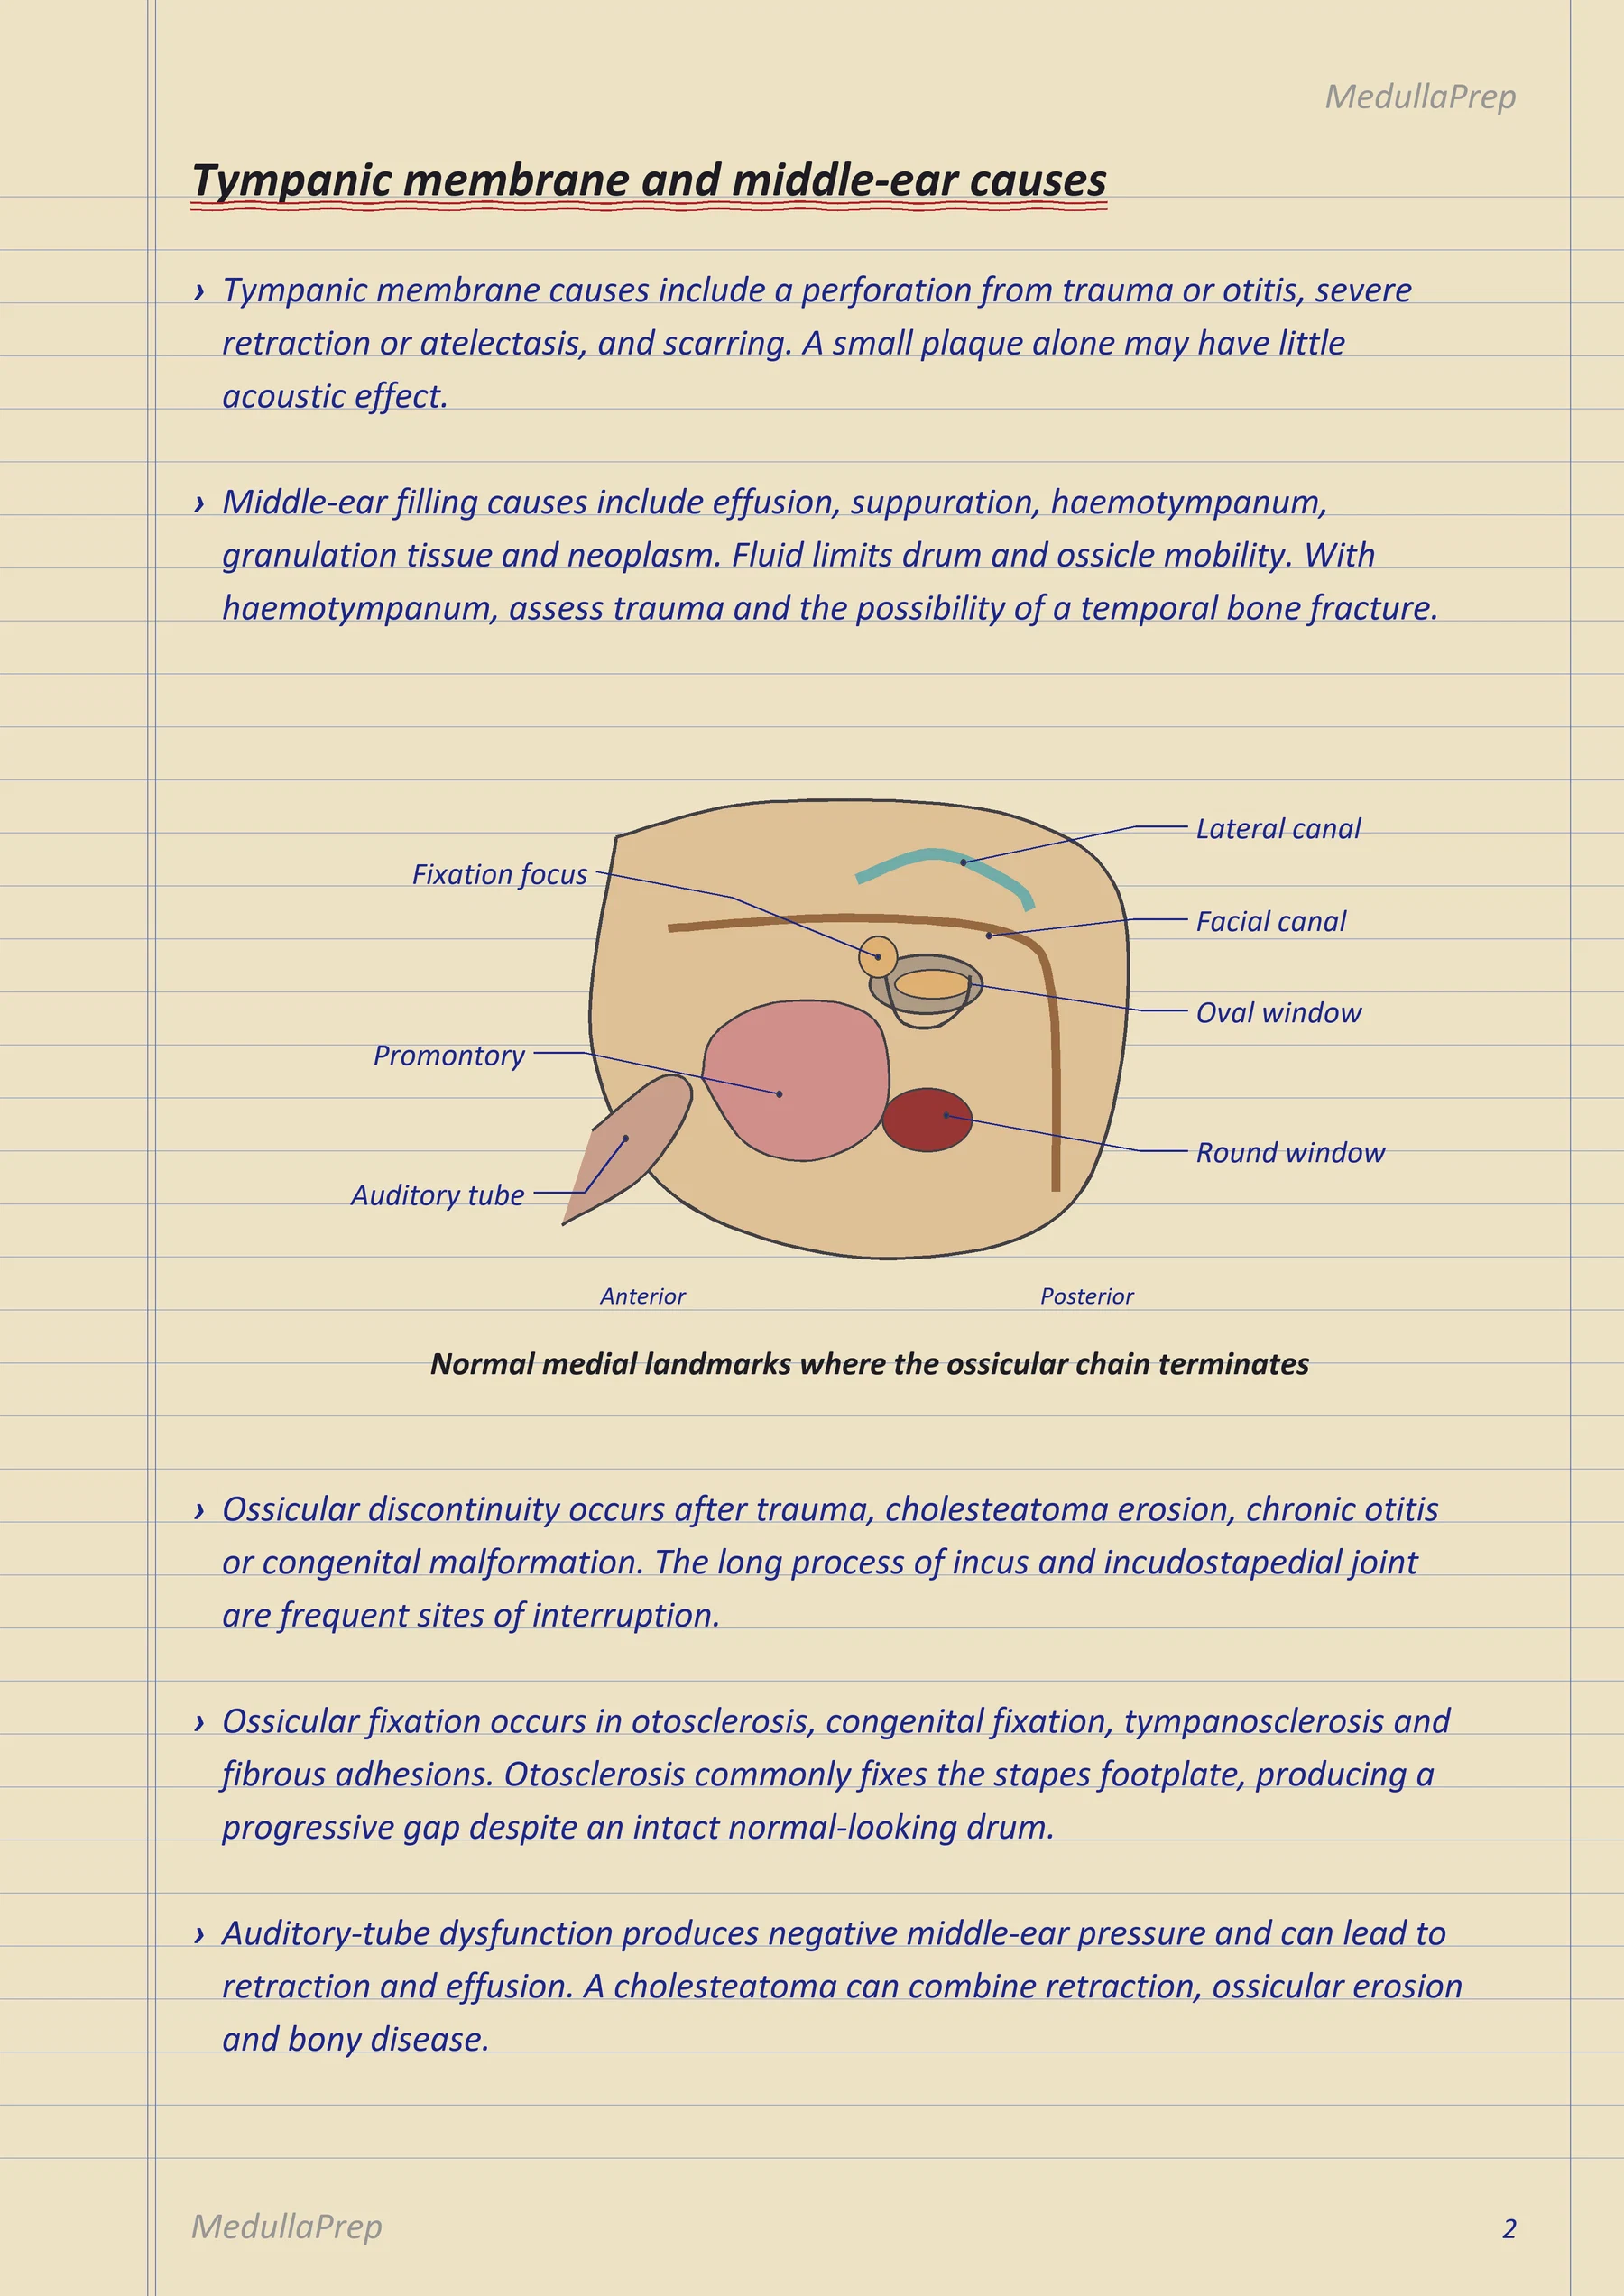 MedullaPrep
Tympanic membrane and middle-ear causes
› Tympanic membrane causes include a perforation from trauma or otitis, severe
retraction or atelectasis, and scarring. A small plaque alone may have little
acoustic effect.
› Middle-ear filling causes include effusion, suppuration, haemotympanum,
granulation tissue and neoplasm. Fluid limits drum and ossicle mobility. With
haemotympanum, assess trauma and the possibility of a temporal bone fracture.
Lateral canal
Fixation focus
Facial canal
Oval window
Promontory
Round window
Auditory tube
Anterior
Posterior
Normal medial landmarks where the ossicular chain terminates
› Ossicular discontinuity occurs after trauma, cholesteatoma erosion, chronic otitis
or congenital malformation. The long process of incus and incudostapedial joint
are frequent sites of interruption.
› Ossicular fixation occurs in otosclerosis, congenital fixation, tympanosclerosis and
fibrous adhesions. Otosclerosis commonly fixes the stapes footplate, producing a
progressive gap despite an intact normal-looking drum.
› Auditory-tube dysfunction produces negative middle-ear pressure and can lead to
retraction and effusion. A cholesteatoma can combine retraction, ossicular erosion
and bony disease.
MedullaPrep
2